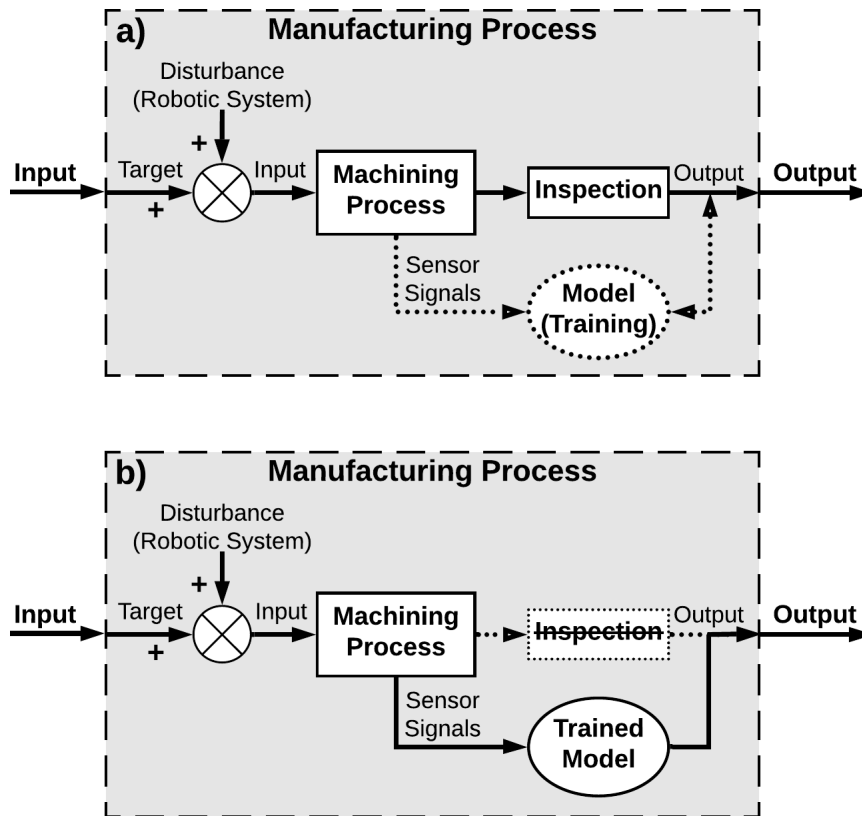 a)
Manufacturing Process
Disturbance
(Robotic System)
+
Input
Target
+
Input
Machining
Process
Inspection
Output
Output
Sensor
Signals
Model
(Training)
b)
Manufacturing Process
Disturbance
(Robotic System)
+
Input
Target
+
Input
Machining
Process
Inspection
Output
Output
Sensor
Signals
Trained
Model